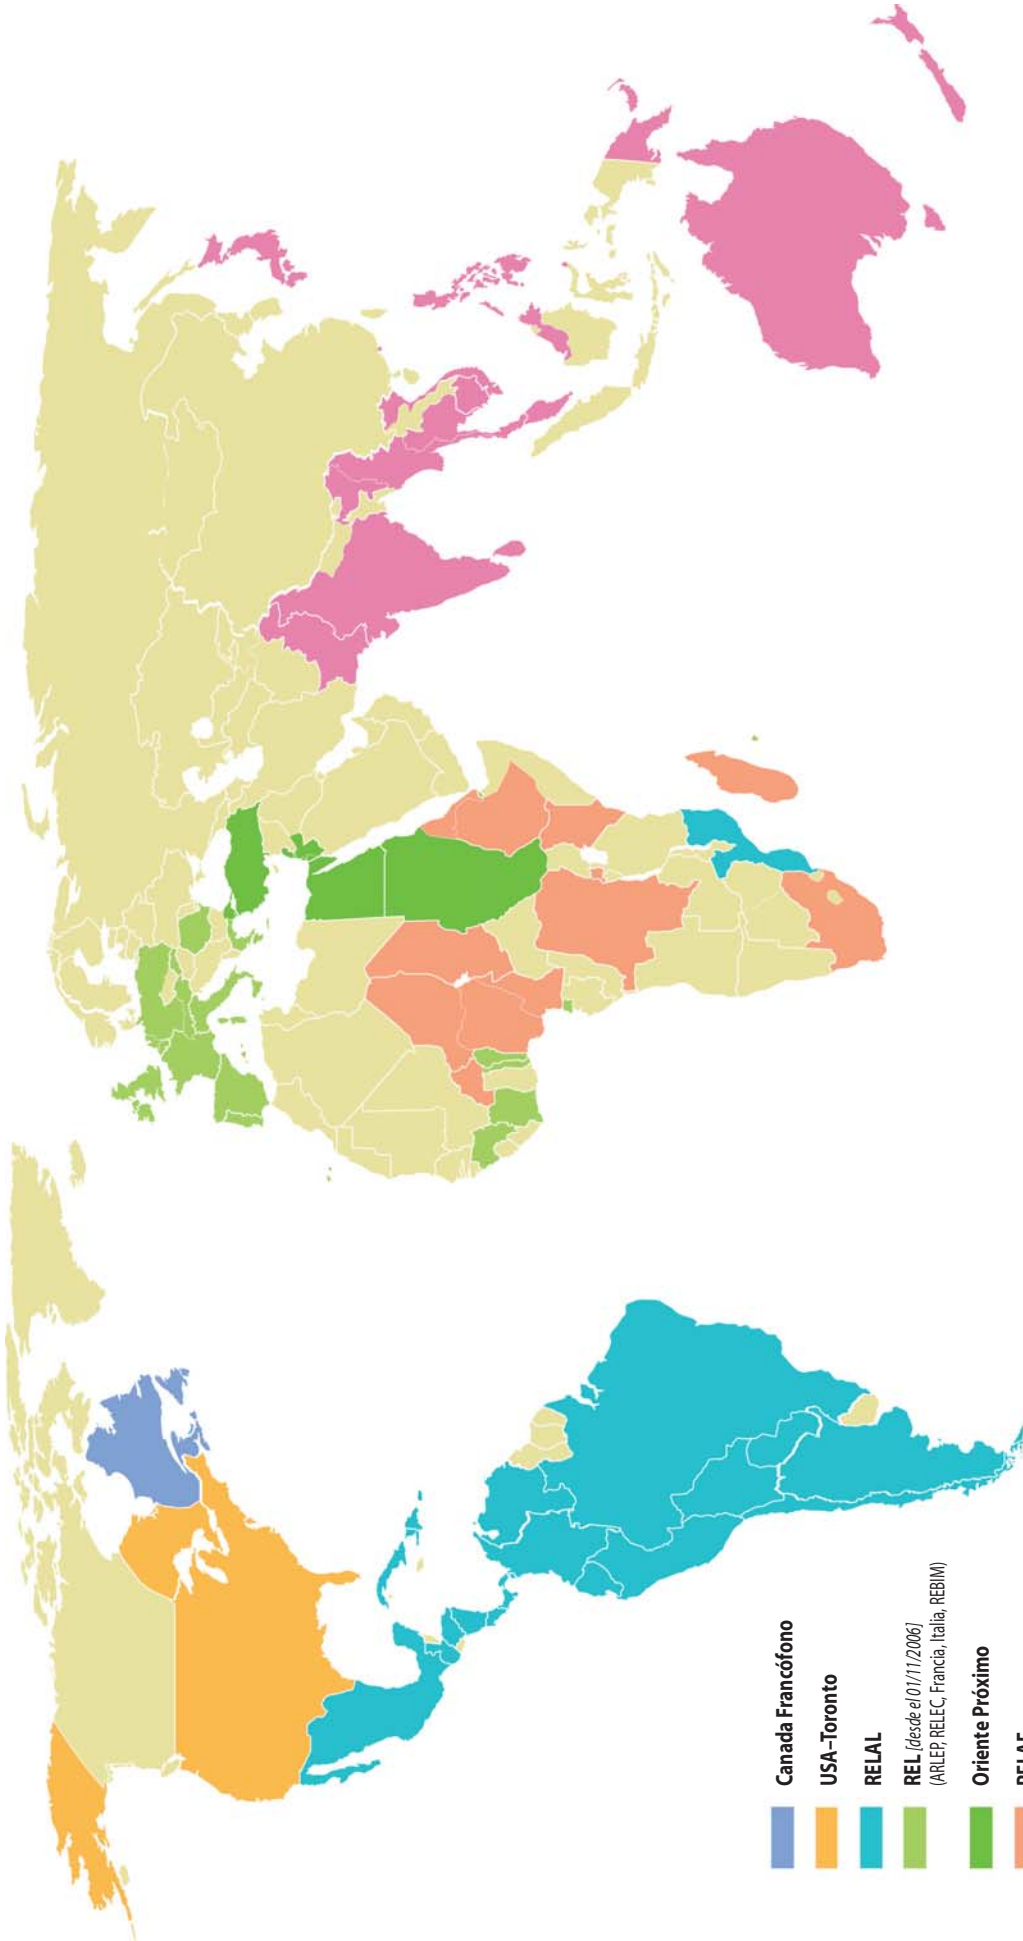 Canada Francófono
USA–Toronto
RELAL
REL [desde el 01/11/2006]
(ARLEP, RELEC, Francia, Italia, REBIM)
Oriente Próximo